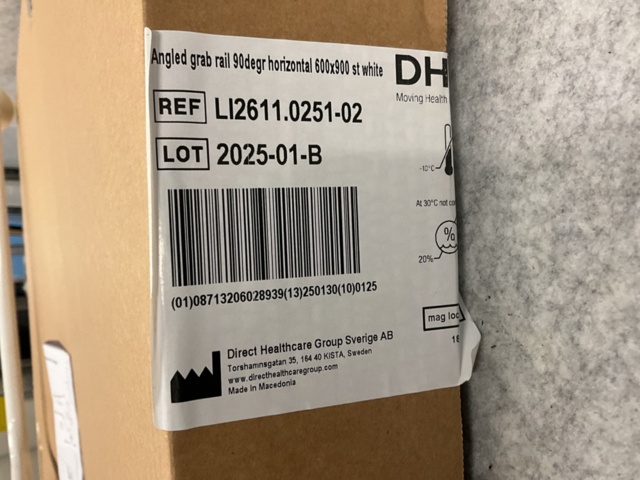 Angled grab rail 90degr horizontal 600x900 st white
DH
Moving Health
REF LI2611.0251-02
LOT 2025-01-B
-10°C
At 30°C not
%
20%
(01)08713206028939(13)250130(10)0125
mag loc
18
Direct Healthcare Group Sverige AB
Torshamnsgatan 35, 164 40 KISTA, Sweden
www.directhealthcaregroup.com
Made in Macedonia